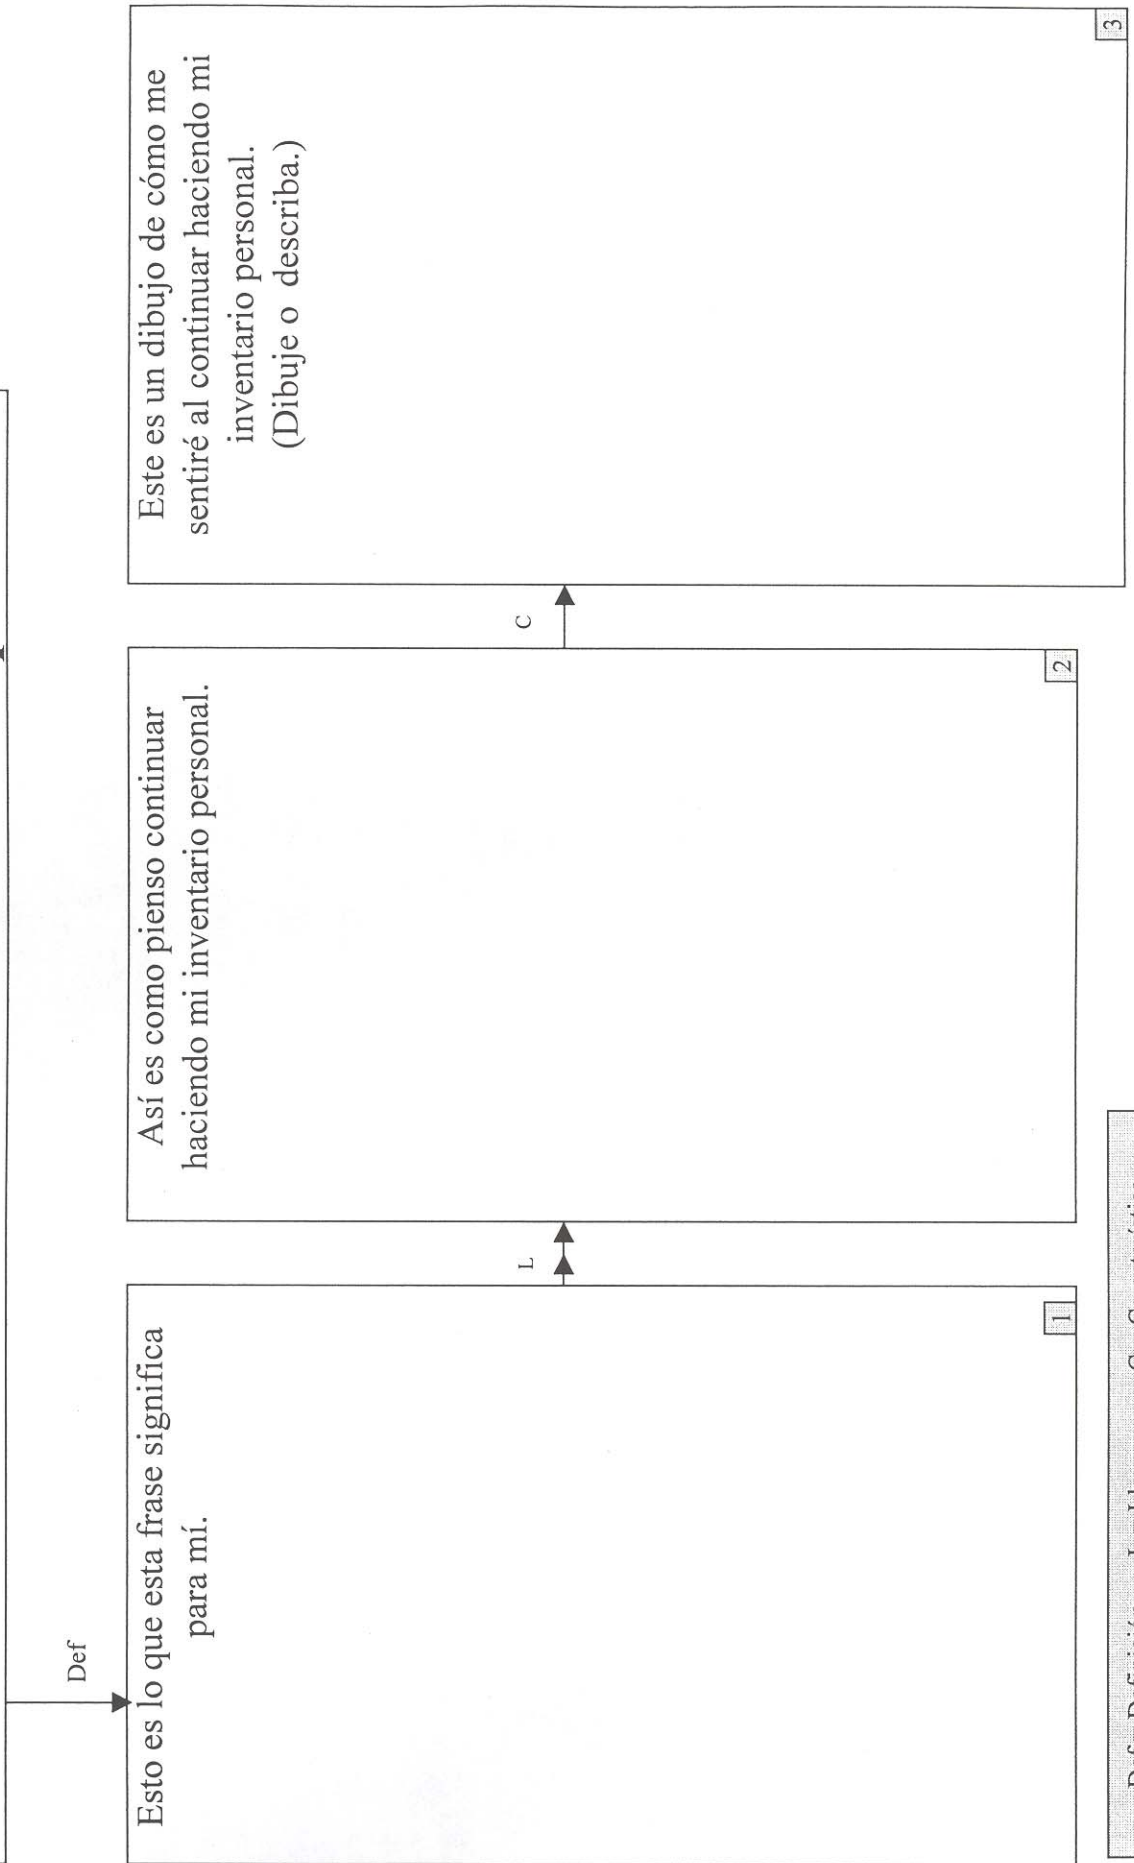 Def
Esto es lo que esta frase significa
para mí.
1
L
Así es como pienso continuar
haciendo mi inventario personal.
2
C
Este es un dibujo de cómo me
sentiré al continuar haciendo mi
inventario personal.
(Dibuje o describa.)
3